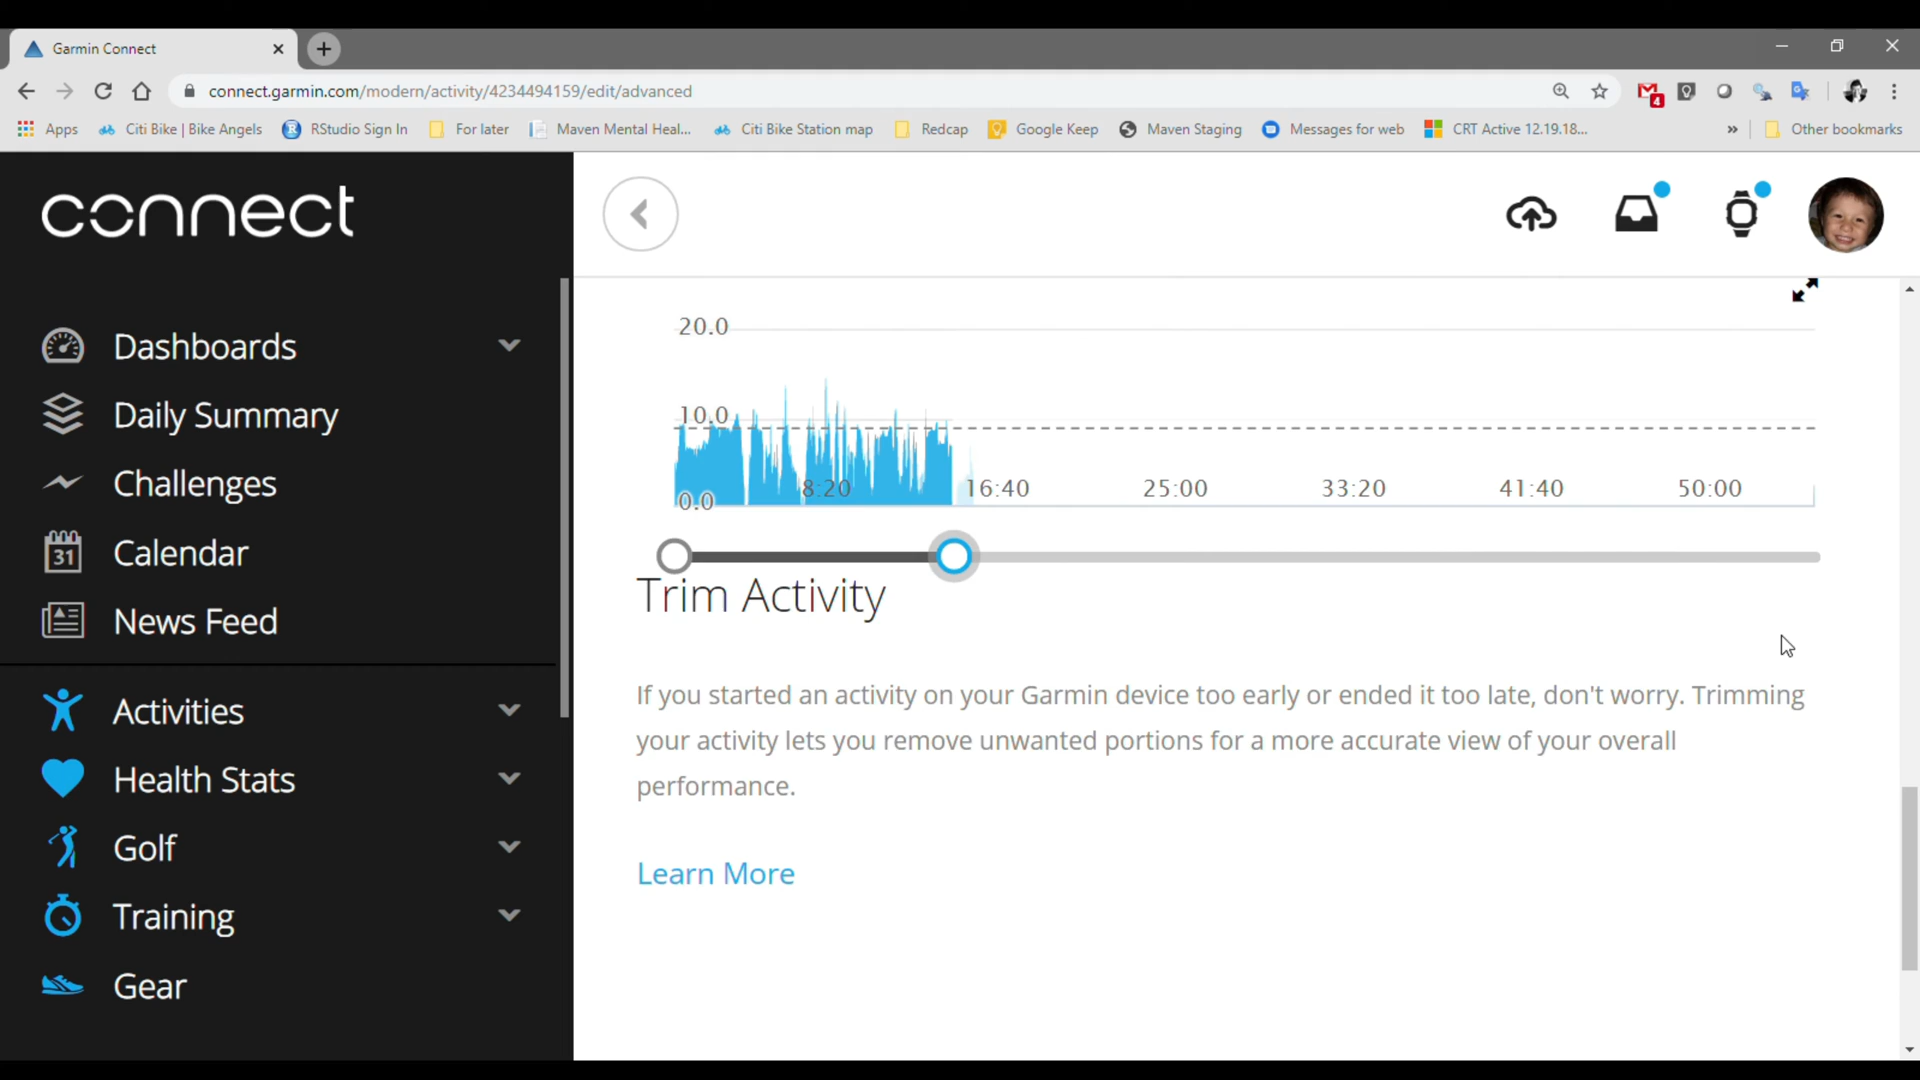 Garmin Connect
connect.garmin.com/modern/activity/4234494159/edit/advanced
4
Apps Citi Bike | Bike Angels RStudio Sign In For later Maven Mental Heal... Citi Bike Station map Redcap Google Keep Maven Staging Messages for web CRT Active 12.19.18... » Other bookmarks
connect
Dashboards
Daily Summary
Challenges
31
Calendar
News Feed
Activities
Health Stats
Golf
Training
Gear
20.0
10.0
0.0
8:20 16:40 25:00 33:20 41:40 50:00
Trim Activity
If you started an activity on your Garmin device too early or ended it too late, don't worry. Trimming
your activity lets you remove unwanted portions for a more accurate view of your overall
performance.
Learn More